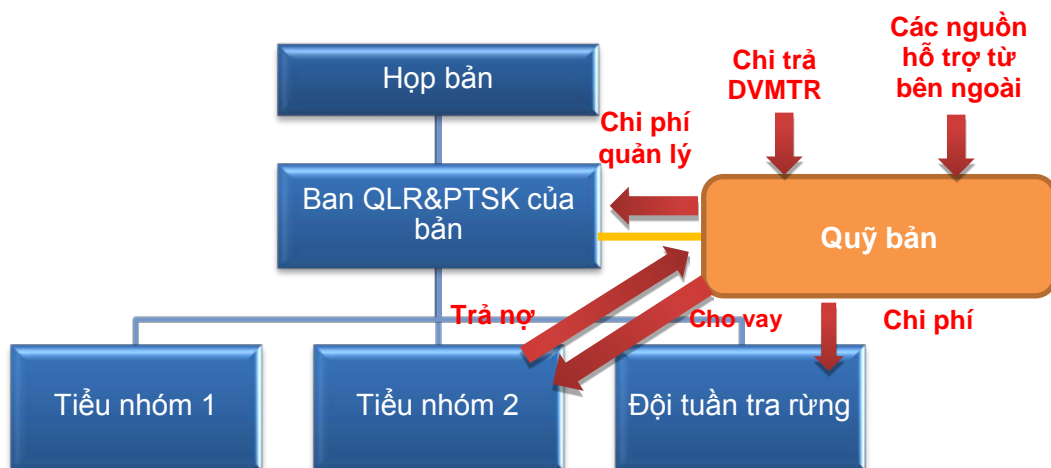 Họp bản
Chi trả
DVMTR
Các nguồn
hỗ trợ từ
bên ngoài
Chi phí
quản lý
Ban QLR&PTSK của
bản
Quỹ bản
Trả nợ
Cho vay
Chi phí
Tiểu nhóm 1
Tiểu nhóm 2
Đội tuần tra rừng